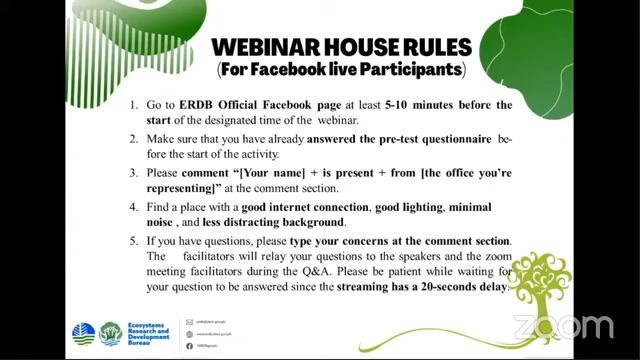 WEBINAR HOUSE RULES
(For Facebook live Participants)
1. Go to ERDB Official Facebook page at least 5-10 minutes before the
start of the designated time of the webinar.
2. Make sure that you have already answered the pre-test questionnaire be-
fore the start of the activity.
3. Please comment “[Your name] + is present + from [the office you’re
representing]” at the comment section.
4. Find a place with a good internet connection, good lighting, minimal
noise , and less distracting background.
5. If you have questions, please type your concerns at the comment section.
The facilitators will relay your questions to the speakers and the zoom
meeting facilitators during the Q&A. Please be patient while waiting for
your question to be answered since the streaming has a 20-seconds delay.
Ecosystems
Research and
Development
Bureau
zoom